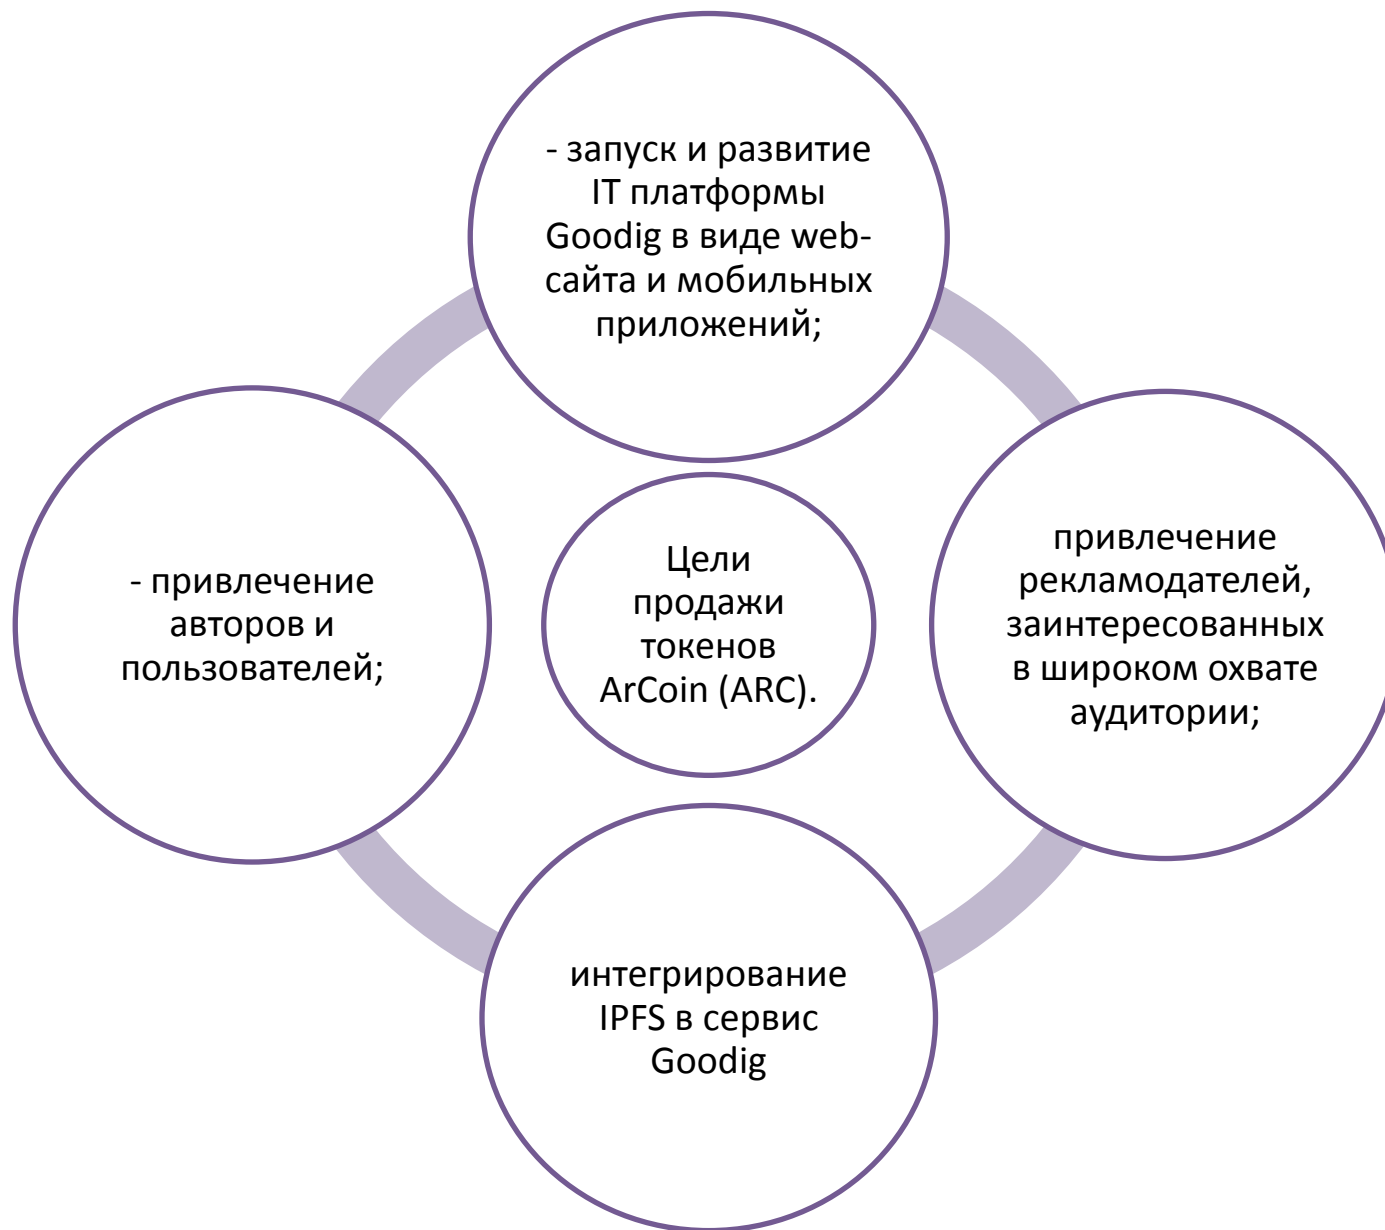 - запуск и развитие
IT платформы
Goodig в виде web-
сайта и мобильных
приложений;
Цели
продажи
токенов
ArCoin (ARC).
привлечение
рекламодателей,
заинтересованных
в широком охвате
аудитории;
интегрирование
IPFS в сервис
Goodig
- привлечение
авторов и
пользователей;